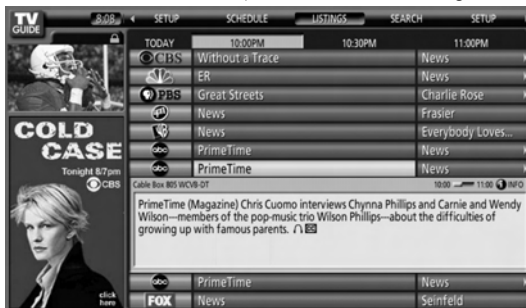 TV
GUIDE
8:08
SETUP SCHEDULE LISTINGS SEARCH SETUP
TODAY 10:00PM 10:30PM 11:00PM
CBS Without a Trace News
ER News
PBS Great Streets Charlie Rose
News Frasier
News Everybody Loves...
abc PrimeTime News
abc PrimeTime News
Cable Box 805 WCVB-DT 10:00 11:00 INFO
PrimeTime (Magazine) Chris Cuomo interviews Chynna Phillips and Carnie and Wendy
Wilson—members of the pop-music trio Wilson Phillips—about the difficulties of
growing up with famous parents.
abc PrimeTime News
FOX News Seinfeld
COLD
CASE
Tonight 8/7pm
CBS
click
here